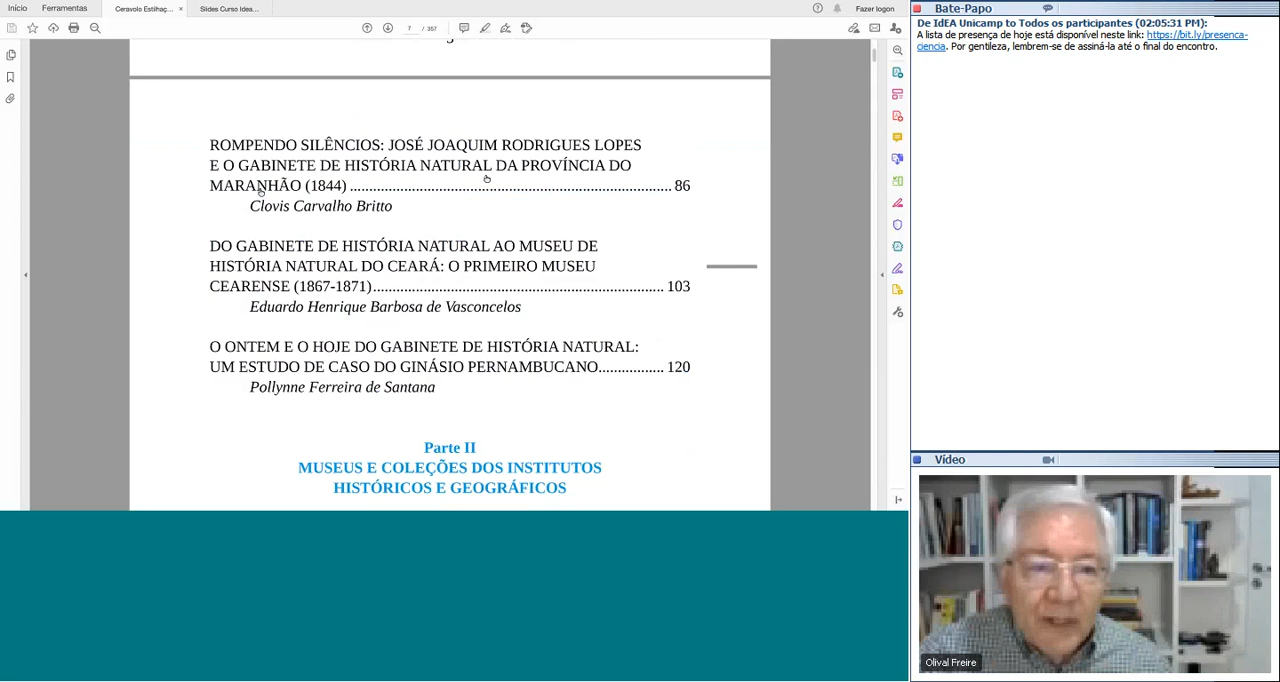 Início
Ferramentas
Ceravolo Estilhaç... ×
Slides Curso Idea...
Fazer logon
7 / 357
ROMPENDO SILÊNCIOS: JOSÉ JOAQUIM RODRIGUES LOPES
E O GABINETE DE HISTÓRIA NATURAL DA PROVÍNCIA DO
MARANHÃO (1844) ........................................................................ 86
Clovis Carvalho Britto
DO GABINETE DE HISTÓRIA NATURAL AO MUSEU DE
HISTÓRIA NATURAL DO CEARÁ: O PRIMEIRO MUSEU
CEARENSE (1867-1871)................................................................. 103
Eduardo Henrique Barbosa de Vasconcelos
O ONTEM E O HOJE DO GABINETE DE HISTÓRIA NATURAL:
UM ESTUDO DE CASO DO GINÁSIO PERNAMBUCANO................ 120
Pollynne Ferreira de Santana
Parte II
MUSEUS E COLEÇÕES DOS INSTITUTOS
HISTÓRICOS E GEOGRÁFICOS
Bate-Papo
De IdEA Unicamp to Todos os participantes (02:05:31 PM):
A lista de presença de hoje está disponível neste link: https://bit.ly/presenca-
ciencia. Por gentileza, lembrem-se de assiná-la até o final do encontro.
Vídeo
Olival Freire